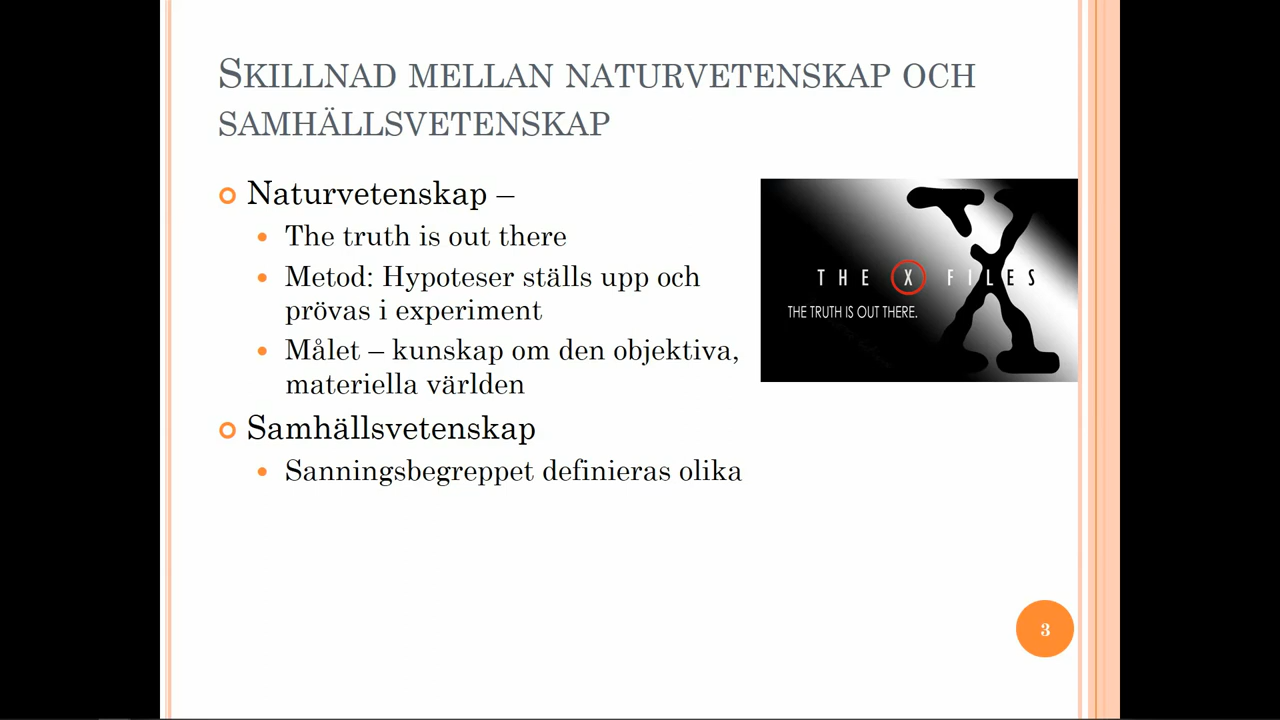 SKILLNAD MELLAN NATURVETENSKAP OCH
SAMHÄLLSVETENSKAP
Naturvetenskap –
The truth is out there
Metod: Hypoteser ställs upp och
prövas i experiment
Målet – kunskap om den objektiva,
materiella världen
Samhällsvetenskap
Sanningsbegreppet definieras olika
THE X FILES
THE TRUTH IS OUT THERE.
3